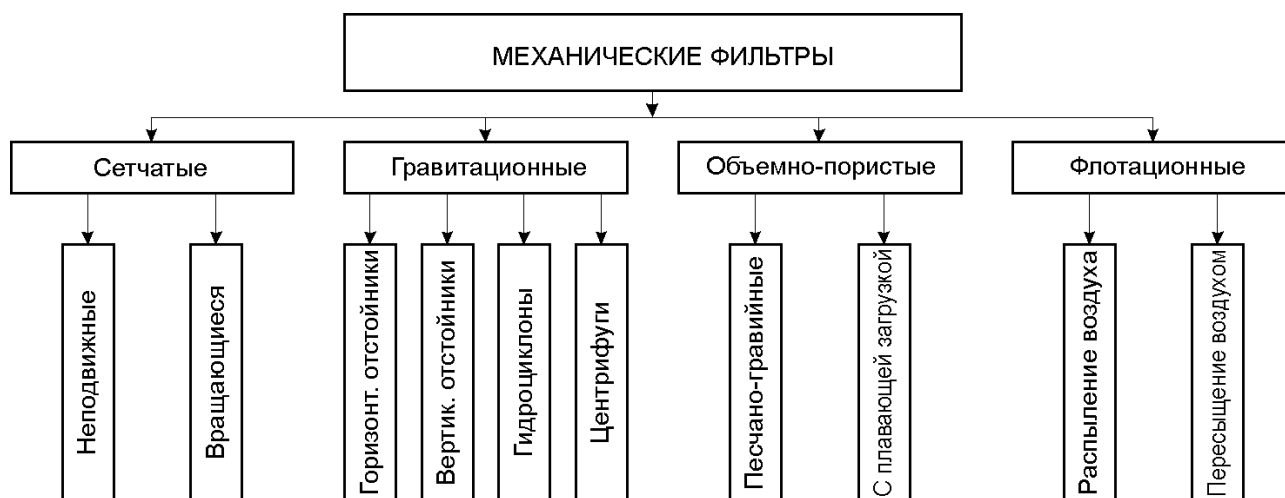 МЕХАНИЧЕСКИЕ ФИЛЬТРЫ
Сетчатые
Гравитационные
Объемно-пористые
Флотационные
Неподвижные
Вращающиеся
Горизонт. отстойники
Вертик. отстойники
Гидроциклоны
Центрифуги
Песчано-гравийные
С плавающей загрузкой
Распыление воздуха
Пересыщение воздухом